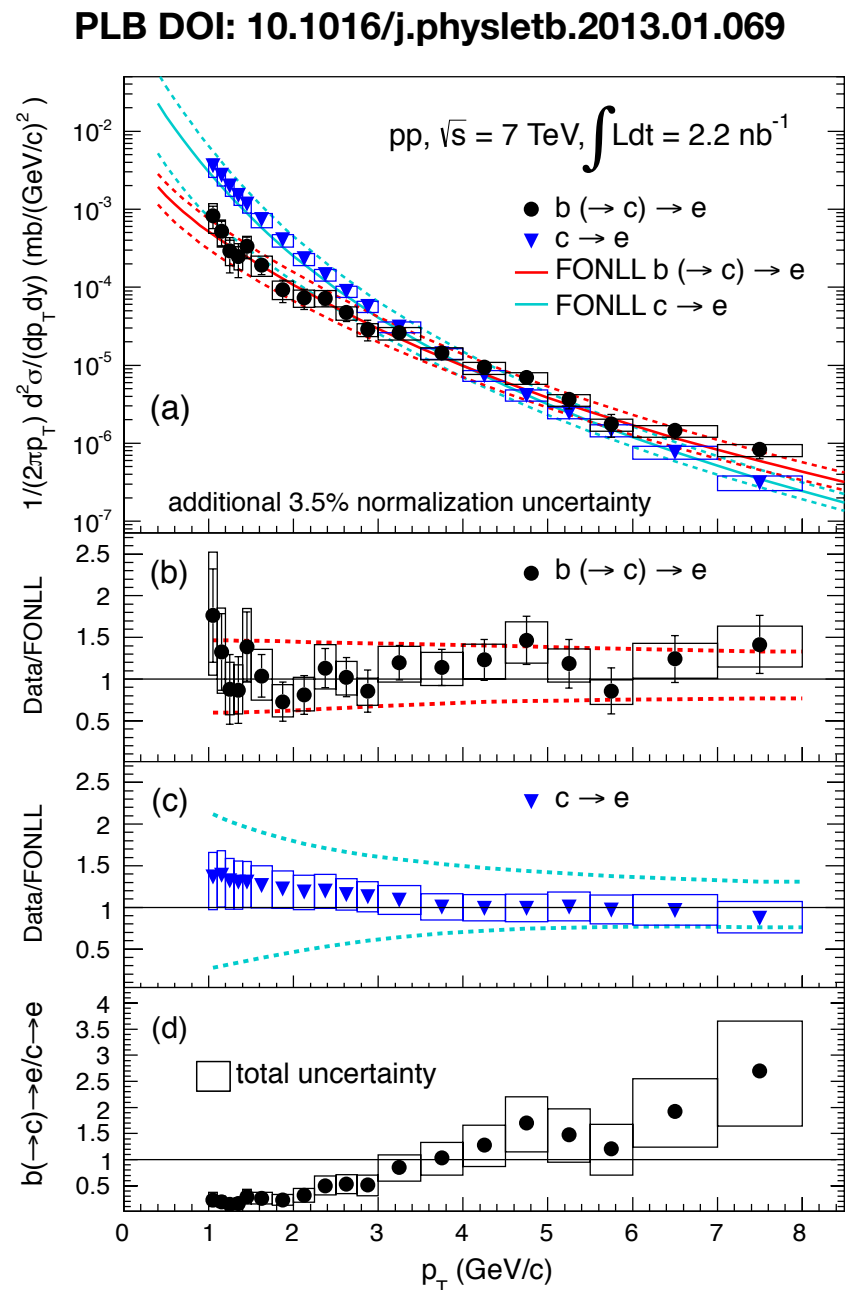 PLB DOI: 10.1016/j.physletb.2013.01.069
1/(2πp_T) d²σ/(dp_T dy) (mb/(GeV/c)²)
10⁻²
10⁻³
10⁻⁴
10⁻⁵
10⁻⁶
10⁻⁷
pp, √s = 7 TeV, ∫Ldt = 2.2 nb⁻¹
b (→ c) → e
c → e
FONLL b (→ c) → e
FONLL c → e
(a)
additional 3.5% normalization uncertainty
Data/FONLL
2.5
2
1.5
1
0.5
(b)
b (→ c) → e
Data/FONLL
2.5
2
1.5
1
0.5
(c)
c → e
b(→c)→e/c→e
4
3.5
3
2.5
2
1.5
1
0.5
(d)
total uncertainty
0 1 2 3 4 5 6 7 8
p_T (GeV/c)